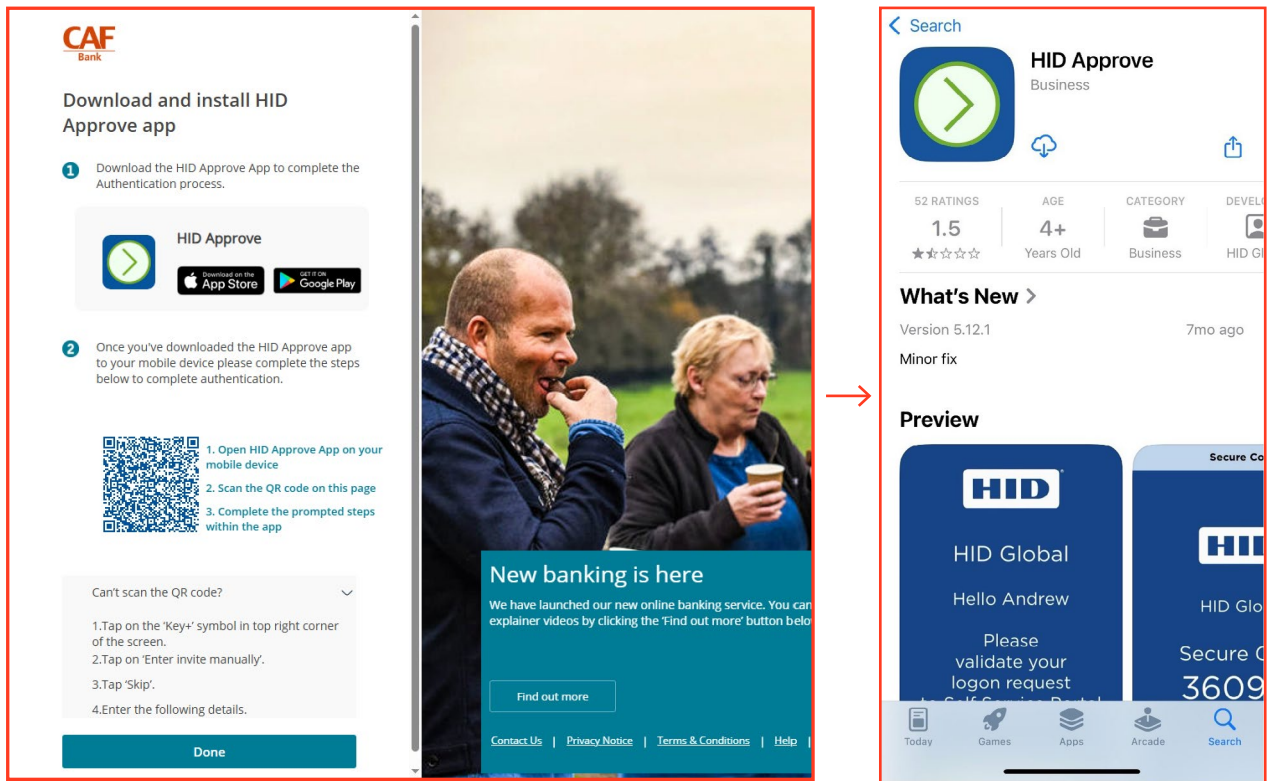 CAF
Bank
Download and install HID
Approve app
1 Download the HID Approve App to complete the
Authentication process.
HID Approve
Download on the
App Store
GET IT ON
Google Play
2 Once you've downloaded the HID Approve app
to your mobile device please complete the steps
below to complete authentication.
1. Open HID Approve App on your
mobile device
2. Scan the QR code on this page
3. Complete the prompted steps
within the app
Can't scan the QR code?
1.Tap on the 'Key+' symbol in top right corner
of the screen.
2.Tap on 'Enter invite manually'.
3.Tap 'Skip'.
4.Enter the following details.
Done
New banking is here
We have launched our new online banking service. You can
explainer videos by clicking the 'Find out more' button belo
Find out more
Contact Us | Privacy Notice | Terms & Conditions | Help |
Search
HID Approve
Business
52 RATINGS
1.5
AGE
4+
Years Old
CATEGORY
Business
DEVELO
HID Gl
What's New
Version 5.12.1 7mo ago
Minor fix
Preview
HID
HID Global
Hello Andrew
Please
validate your
logon request
to Self Service Portal
Secure Co
HID
HID Glo
Secure C
3609
Today Games Apps Arcade Search